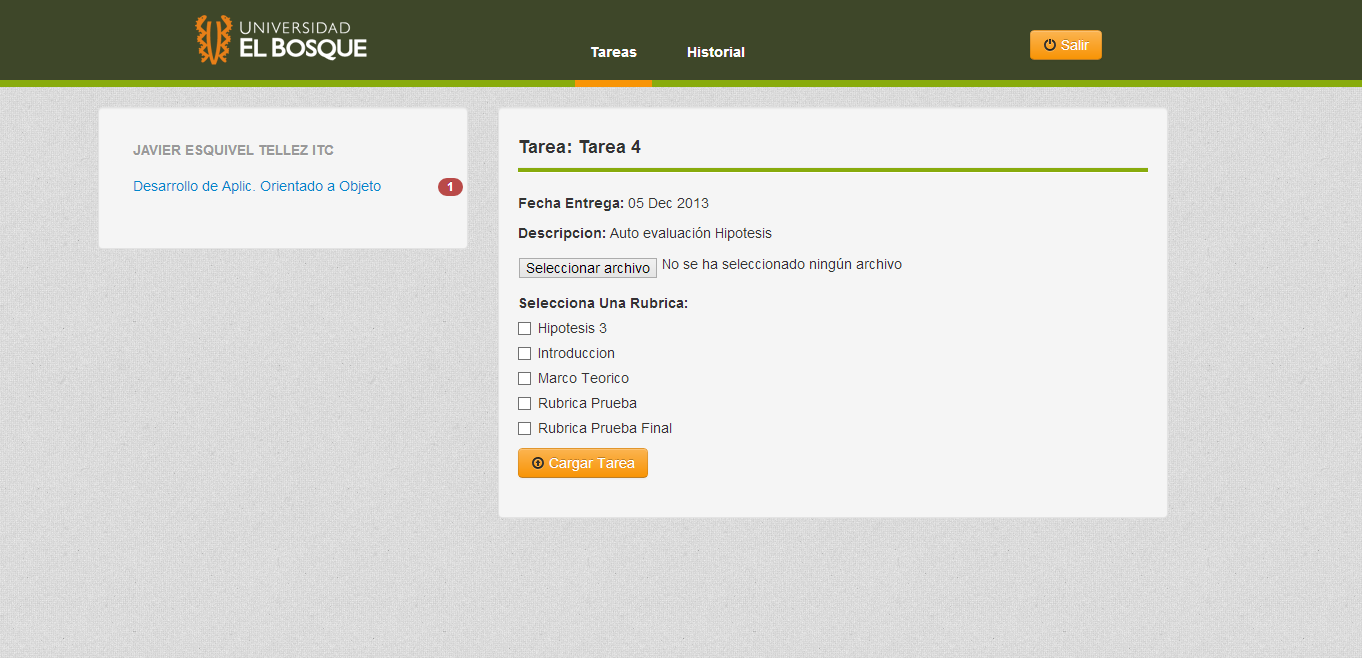 UNIVERSIDAD
EL BOSQUE
Tareas
Historial
Salir
JAVIER ESQUIVEL TELLEZ ITC
Desarrollo de Aplic. Orientado a Objeto
1
Tarea: Tarea 4
Fecha Entrega: 05 Dec 2013
Descripcion: Auto evaluación Hipotesis
Seleccionar archivo No se ha seleccionado ningún archivo
Selecciona Una Rubrica:
Hipotesis 3
Introduccion
Marco Teorico
Rubrica Prueba
Rubrica Prueba Final
Cargar Tarea